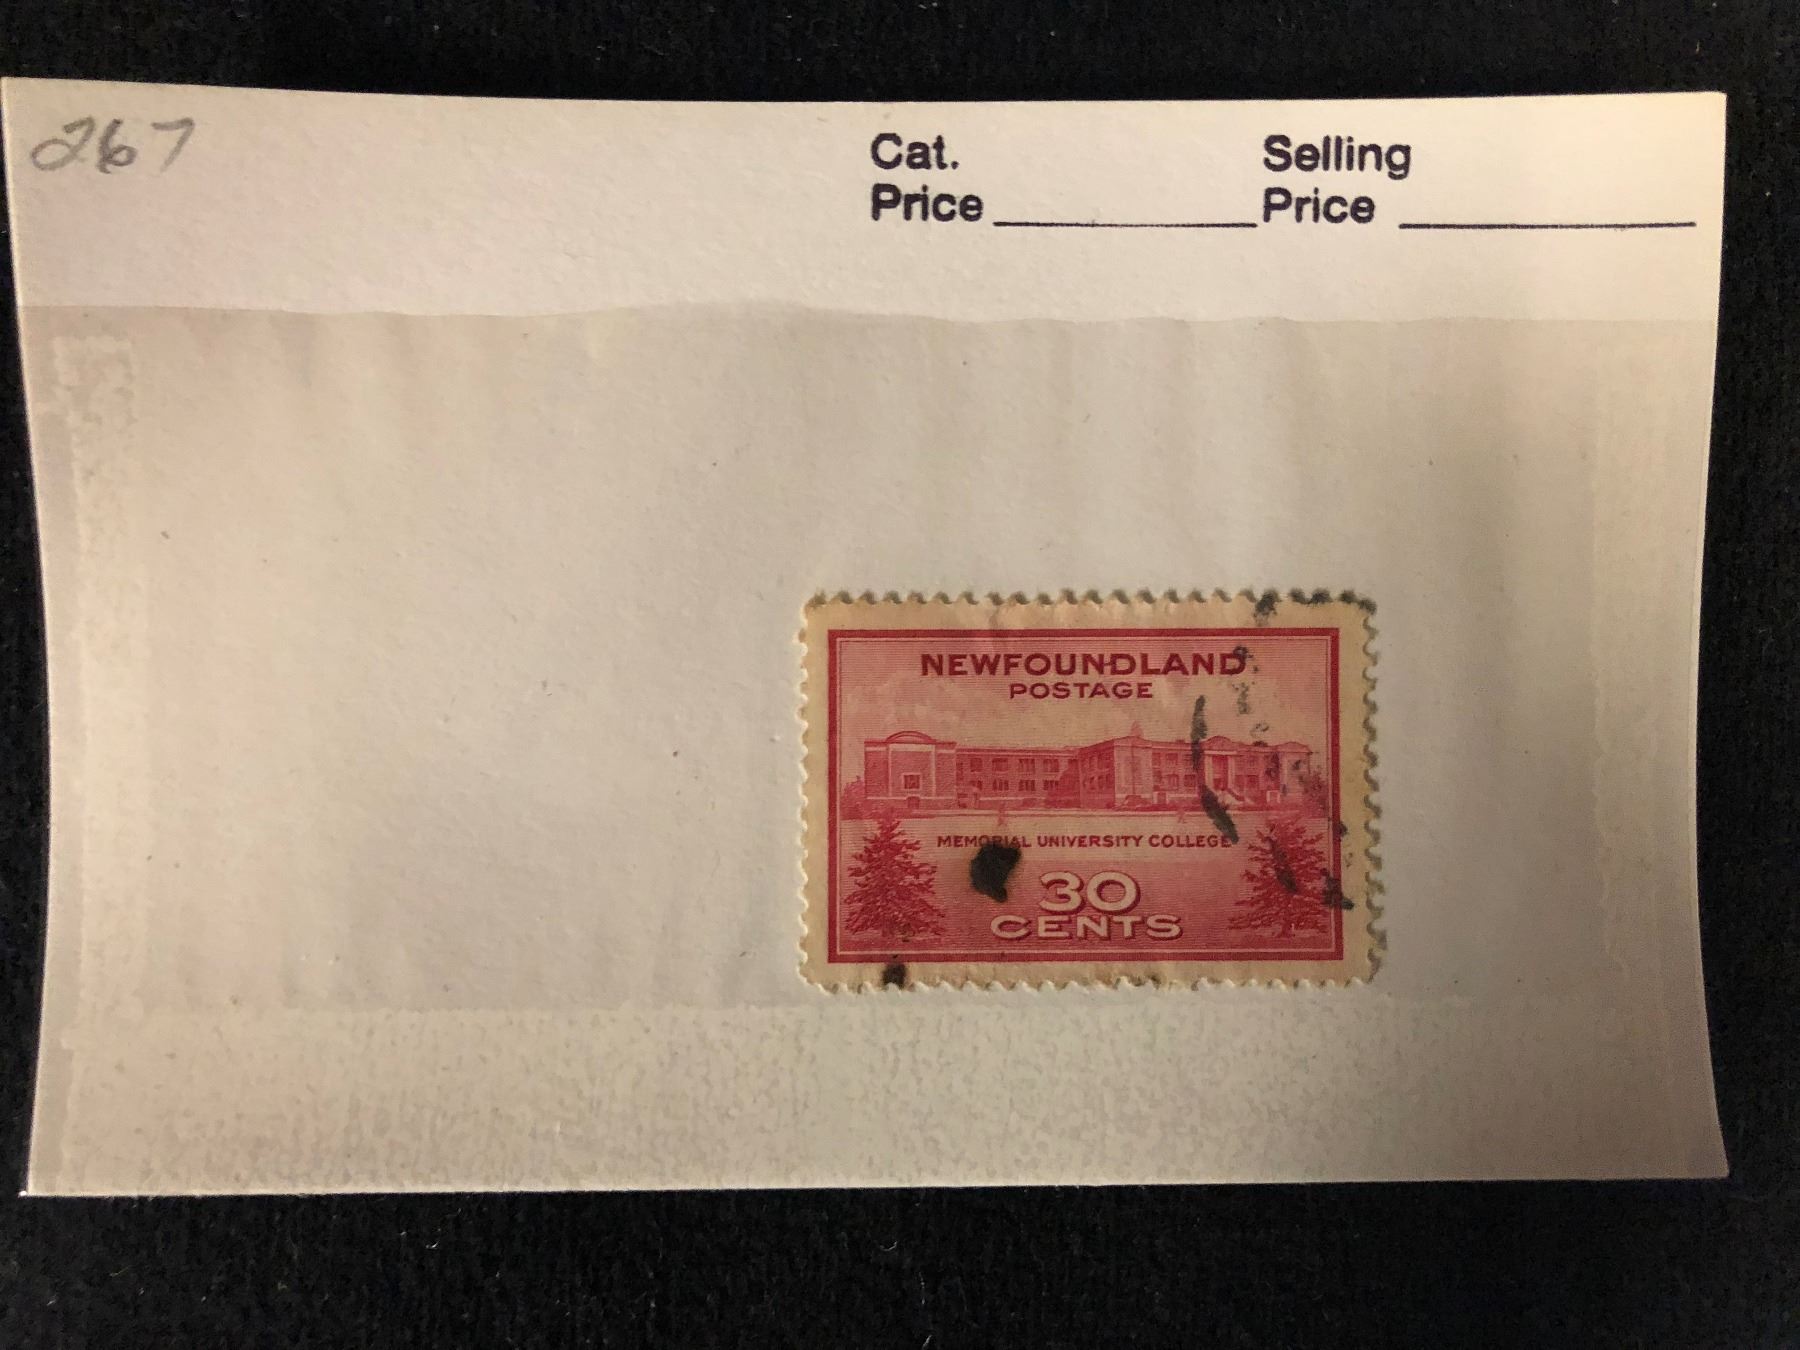 267
Cat. Price
Selling Price
NEWFOUNDLAND
POSTAGE
MEMORIAL UNIVERSITY COLLEGE
30
CENTS